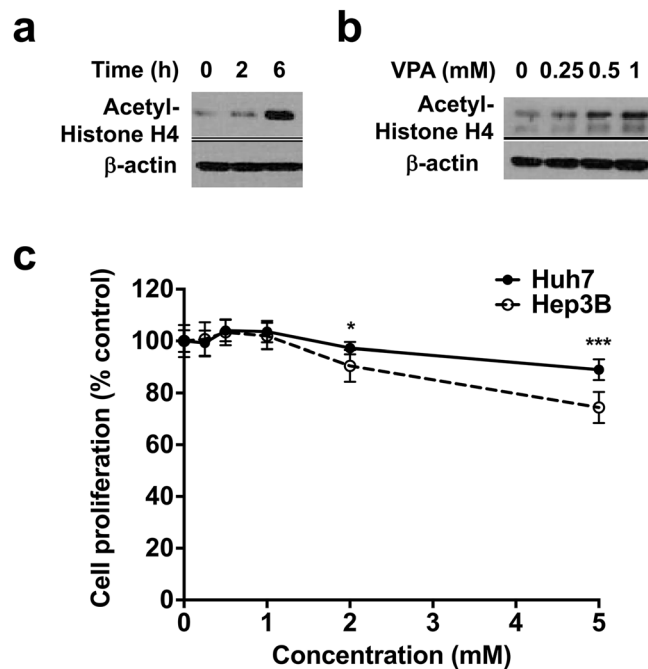 a
Time (h) 0 2 6
Acetyl-
Histone H4
β-actin
b
VPA (mM) 0 0.25 0.5 1
Acetyl-
Histone H4
β-actin
c
Cell proliferation (% control)
120
100
80
60
40
20
0
Huh7
Hep3B
*
***
0 1 2 3 4 5
Concentration (mM)